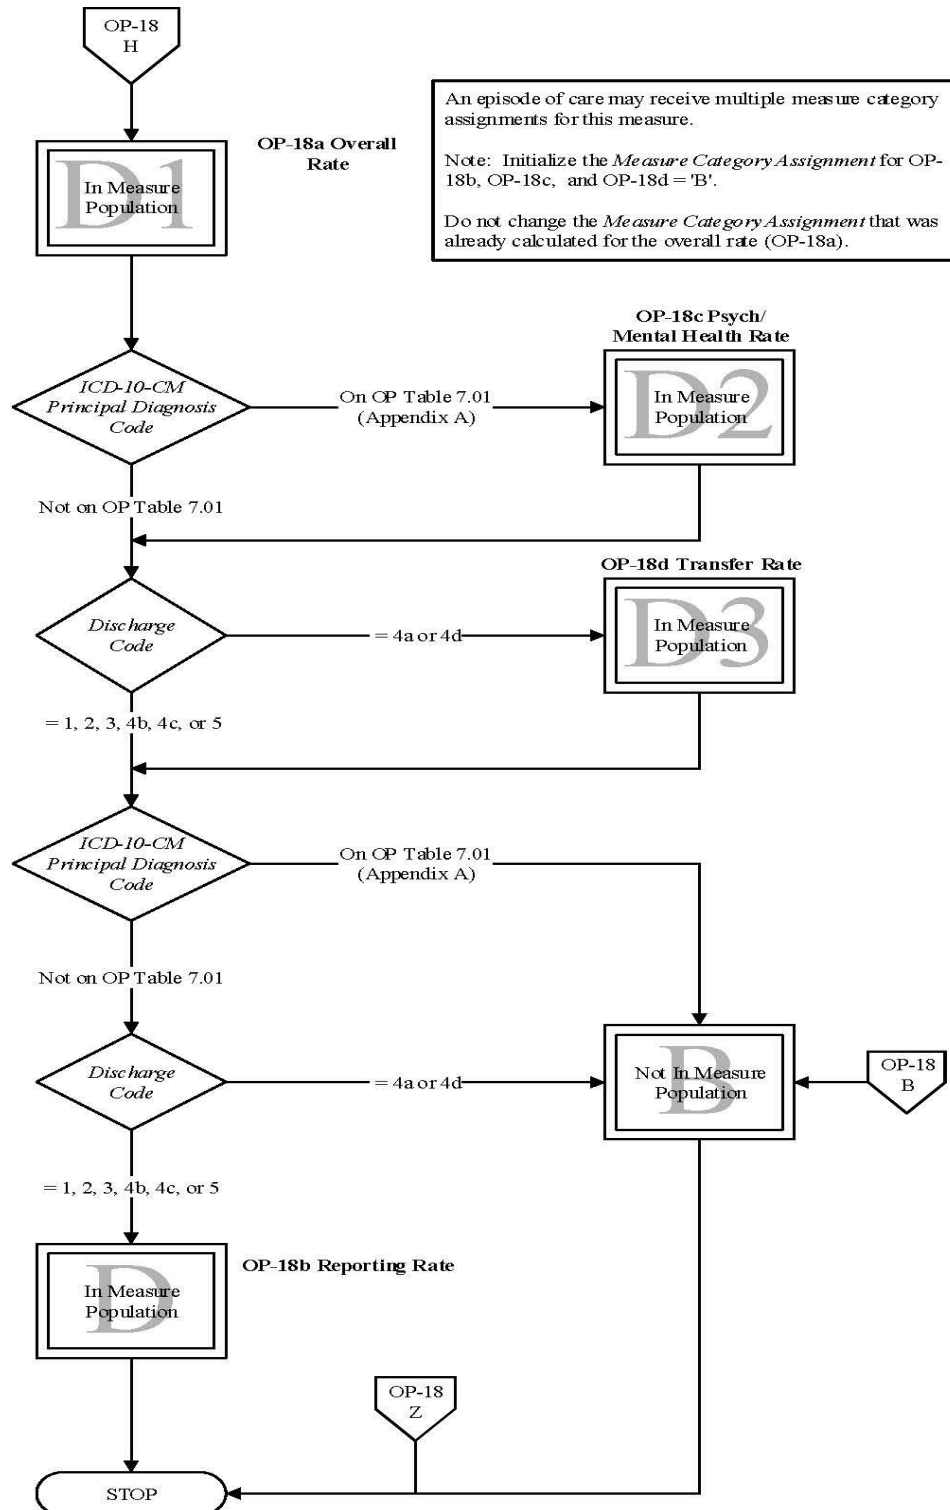 OP-18
H
An episode of care may receive multiple measure category
assignments for this measure.
Note: Initialize the Measure Category Assignment for OP-
18b, OP-18c, and OP-18d = 'B'.
Do not change the Measure Category Assignment that was
already calculated for the overall rate (OP-18a).
OP-18a Overall
Rate
D1
In Measure
Population
OP-18c Psych/
Mental Health Rate
ICD-10-CM
Principal Diagnosis
Code
On OP Table 7.01
(Appendix A)
D2
In Measure
Population
Not on OP Table 7.01
OP-18d Transfer Rate
Discharge
Code
= 4a or 4d
D3
In Measure
Population
= 1, 2, 3, 4b, 4c, or 5
ICD-10-CM
Principal Diagnosis
Code
On OP Table 7.01
(Appendix A)
Not on OP Table 7.01
Discharge
Code
= 4a or 4d
B
Not In Measure
Population
OP-18
B
= 1, 2, 3, 4b, 4c, or 5
OP-18b Reporting Rate
D
In Measure
Population
OP-18
Z
STOP